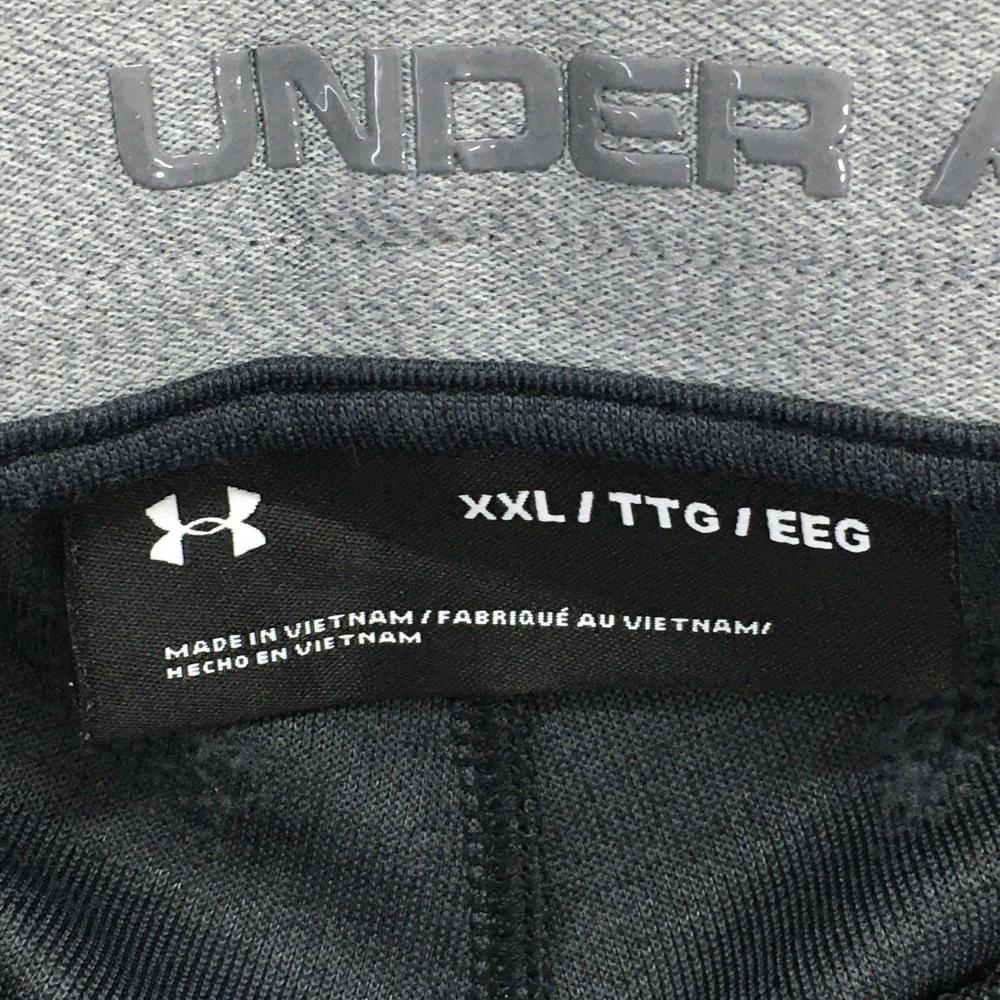 UNDER
XXL / TTG / EEG
MADE IN VIETNAM / FABRIQUÉ AU VIETNAM/
HECHO EN VIETNAM